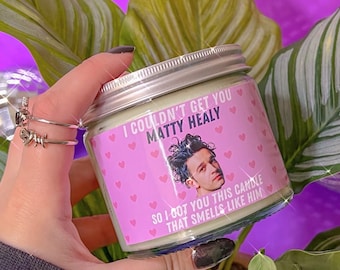 I COULDN'T GET YOU
MATTY HEALY
SO I GOT YOU THIS CANDLE
THAT SMELLS LIKE HIM